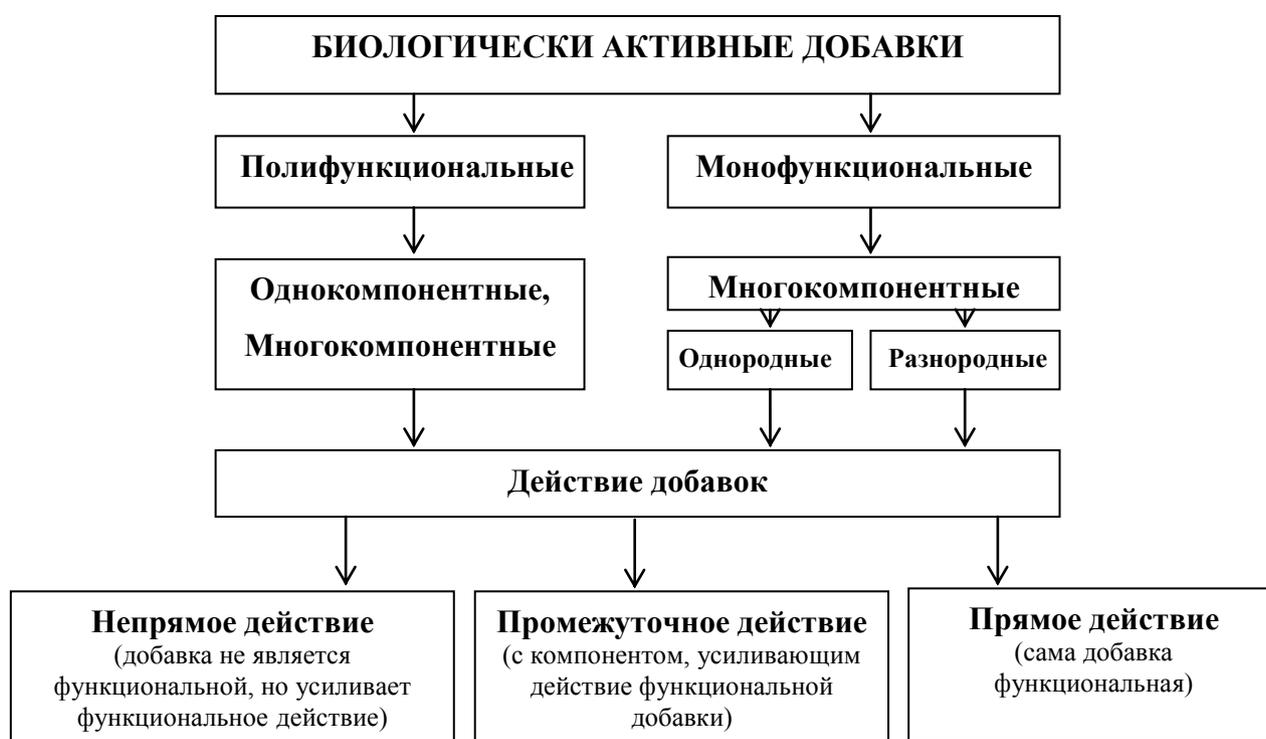 БИОЛОГИЧЕСКИ АКТИВНЫЕ ДОБАВКИ
Полифункциональные
Монофункциональные
Однокомпонентные,
Многокомпонентные
Многокомпонентные
Однородные
Разнородные
Действие добавок
Непрямое действие
(добавка не является
функциональной, но усиливает
функциональное действие)
Промежуточное действие
(с компонентом, усиливающим
действие функциональной
добавки)
Прямое действие
(сама добавка
функциональная)